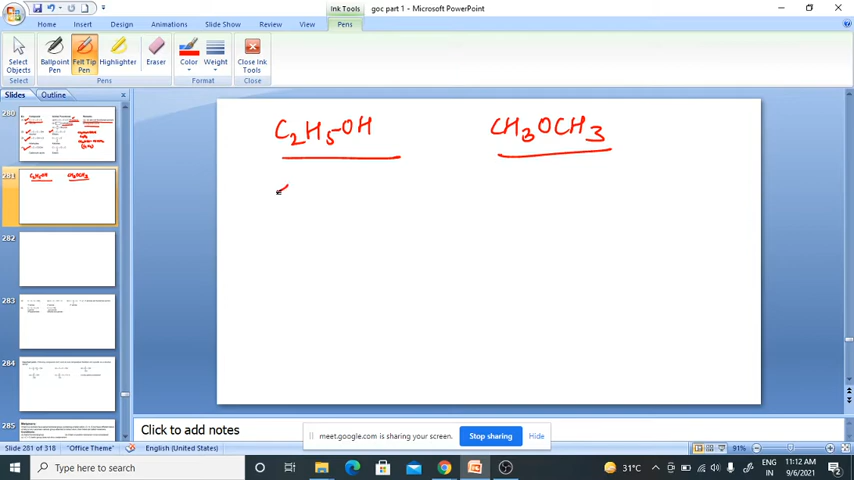 Ink Tools
goc part 1 - Microsoft PowerPoint
Home Insert Design Animations Slide Show Review View Pens
Select Objects
Ballpoint Pen
Felt Tip Pen
Highlighter
Eraser
Color
Weight
Close Ink Tools
Select Pens Format Close
Slides Outline
280
281
C2H5OH CH3OCH3
282
283
284
C2H5-OH CH3OCH3
Click to add notes
meet.google.com is sharing your screen. Stop sharing Hide
Slide 281 of 318 "Office Theme" English (United States) 91%
Type here to search
31°C
ENG
IN
11:12 AM
9/6/2021
2